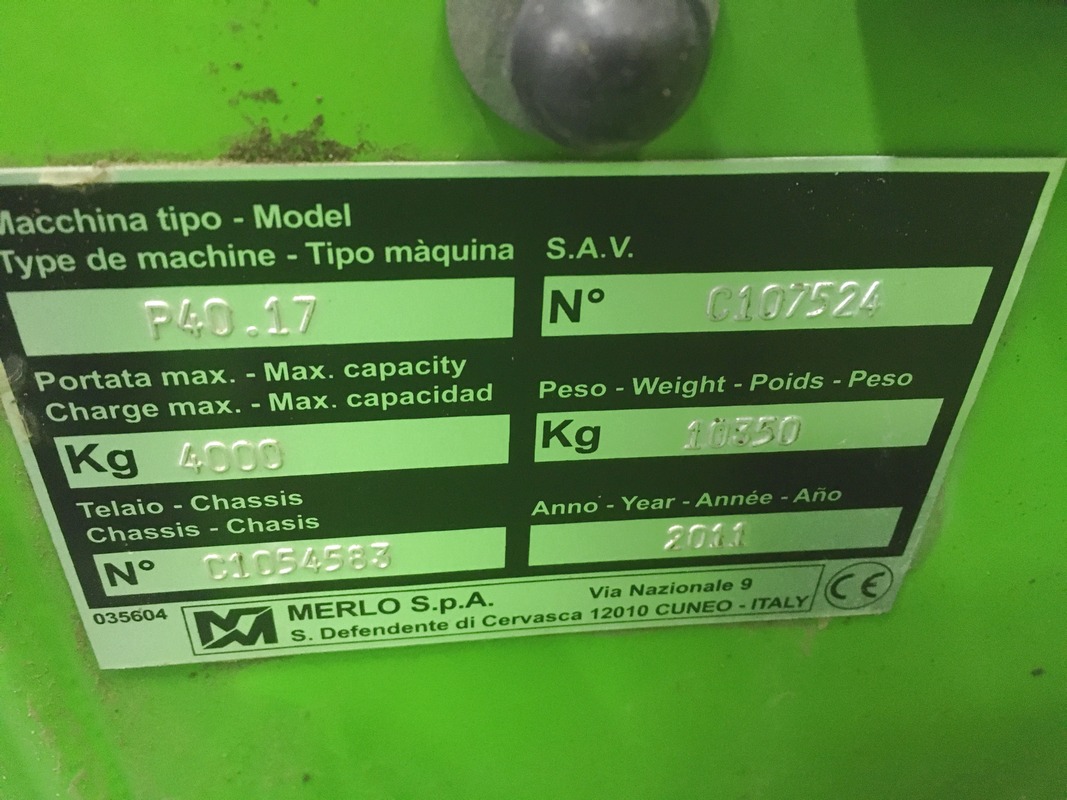 Macchina tipo - Model
Type de machine - Tipo màquina
P40.17
S.A.V.
N° C107524
Portata max. - Max. capacity
Charge max. - Max. capacidad
Kg 4000
Peso - Weight - Poids - Peso
Kg 10350
Telaio - Chassis
Chassis - Chasis
N° C1054583
Anno - Year - Année - Año
2011
035604
MERLO S.p.A. Via Nazionale 9
S. Defendente di Cervasca 12010 CUNEO - ITALY
CE